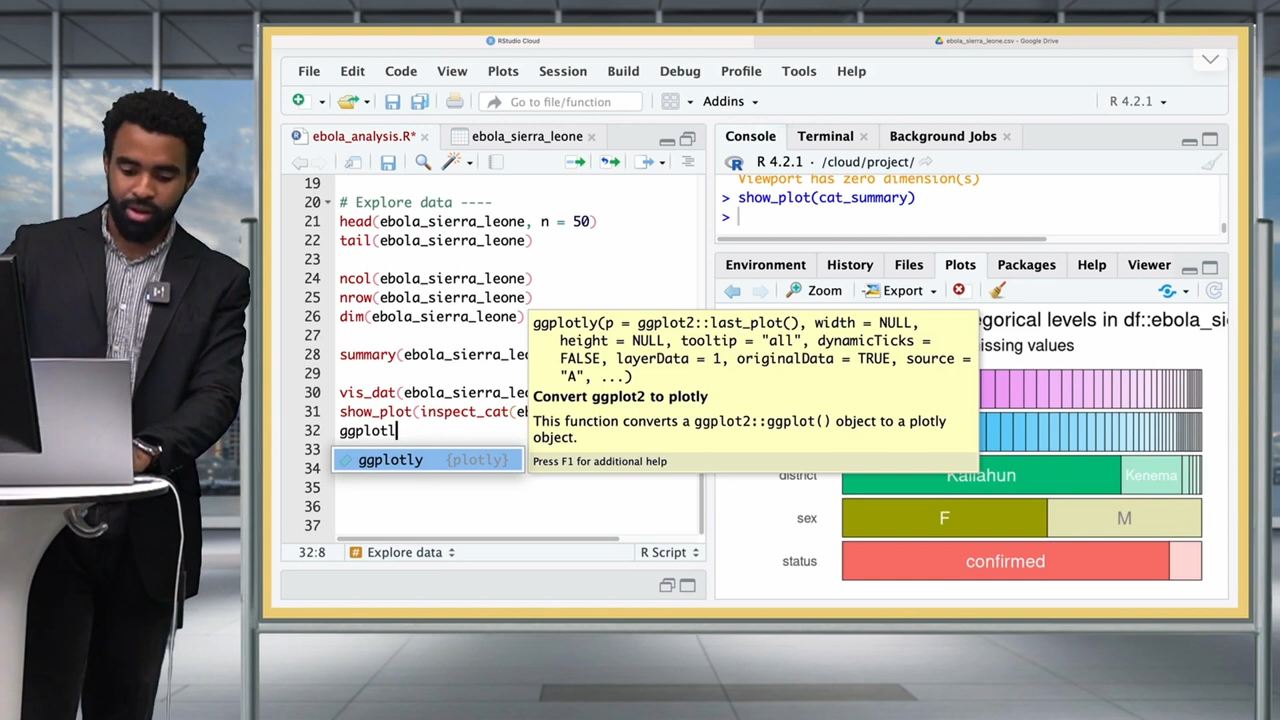 RStudio Cloud
ebola_sierra_leone.csv - Google Drive
File Edit Code View Plots Session Build Debug Profile Tools Help
Go to file/function
Addins
R 4.2.1
ebola_analysis.R*
ebola_sierra_leone
19
20 # Explore data ----
21 head(ebola_sierra_leone, n = 50)
22 tail(ebola_sierra_leone)
23
24 ncol(ebola_sierra_leone)
25 nrow(ebola_sierra_leone)
26 dim(ebola_sierra_leone)
27
28 summary(ebola_sierra_le
29
30 vis_dat(ebola_sierra_le
31 show_plot(inspect_cat(e
32 ggplotl
33
34
35
36
37
ggplotly {plotly}
ggplotly(p = ggplot2::last_plot(), width = NULL,
height = NULL, tooltip = "all", dynamicTicks =
FALSE, layerData = 1, originalData = TRUE, source =
"A", ...)
Convert ggplot2 to plotly
This function converts a ggplot2::ggplot() object to a plotly
object.
Press F1 for additional help
32:8 # Explore data R Script
Console Terminal Background Jobs
R 4.2.1 · /cloud/project/
Viewport has zero dimension(s)
> show_plot(cat_summary)
>
Environment History Files Plots Packages Help Viewer
Zoom Export
egorical levels in df::ebola_si
issing values
district Kailahun Kenema
sex F M
status confirmed